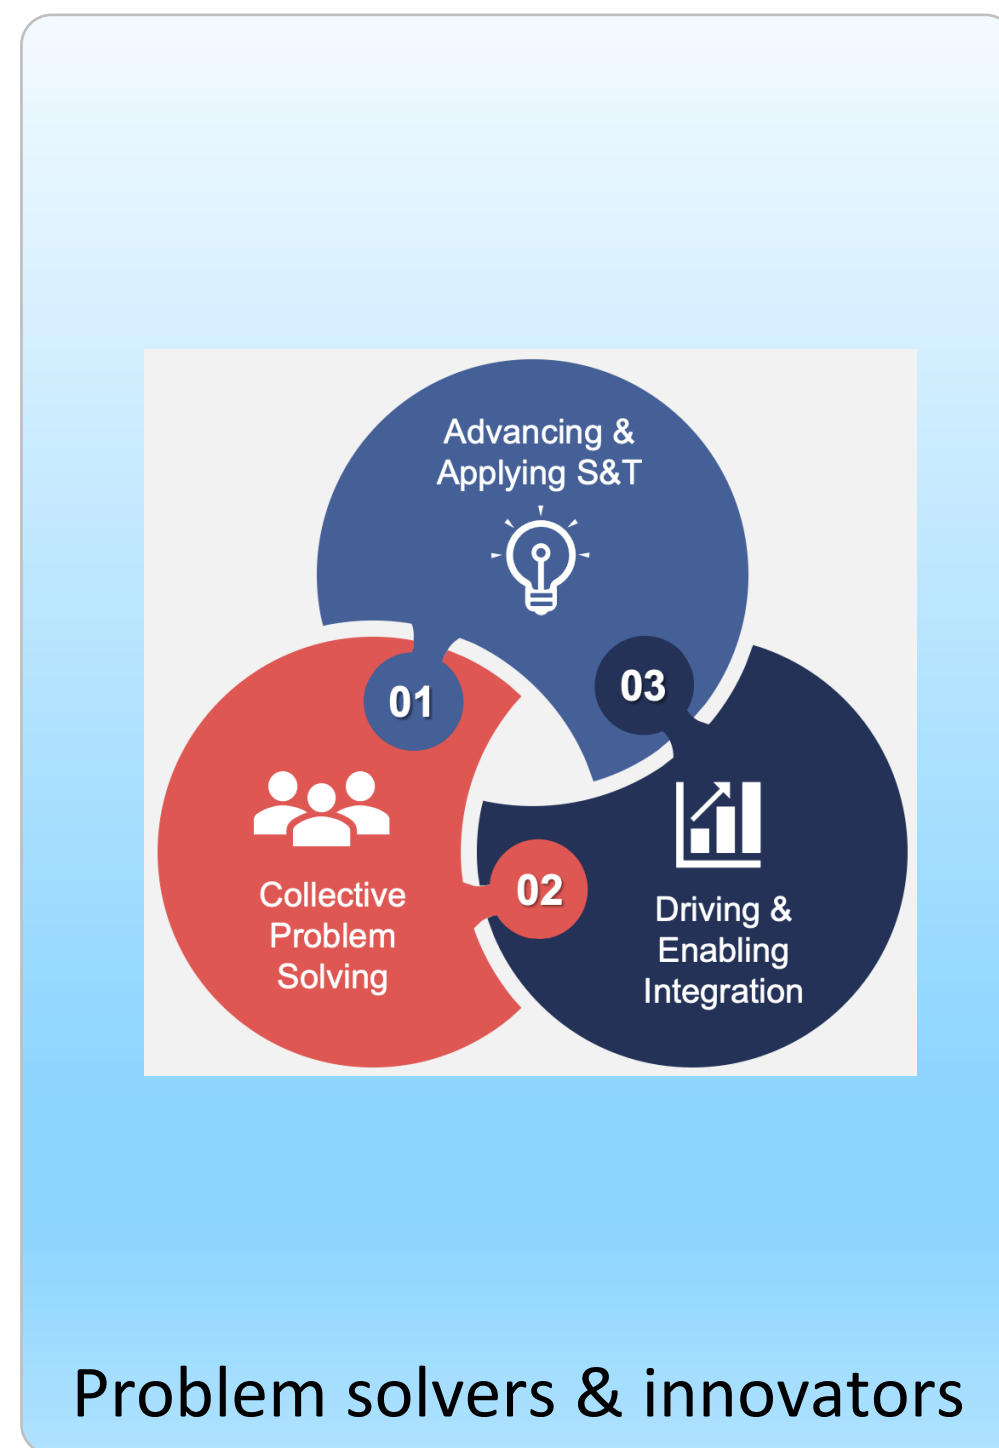 Advancing &
Applying S&T
01
03
Collective
Problem
Solving
02
Driving &
Enabling
Integration
Problem solvers & innovators